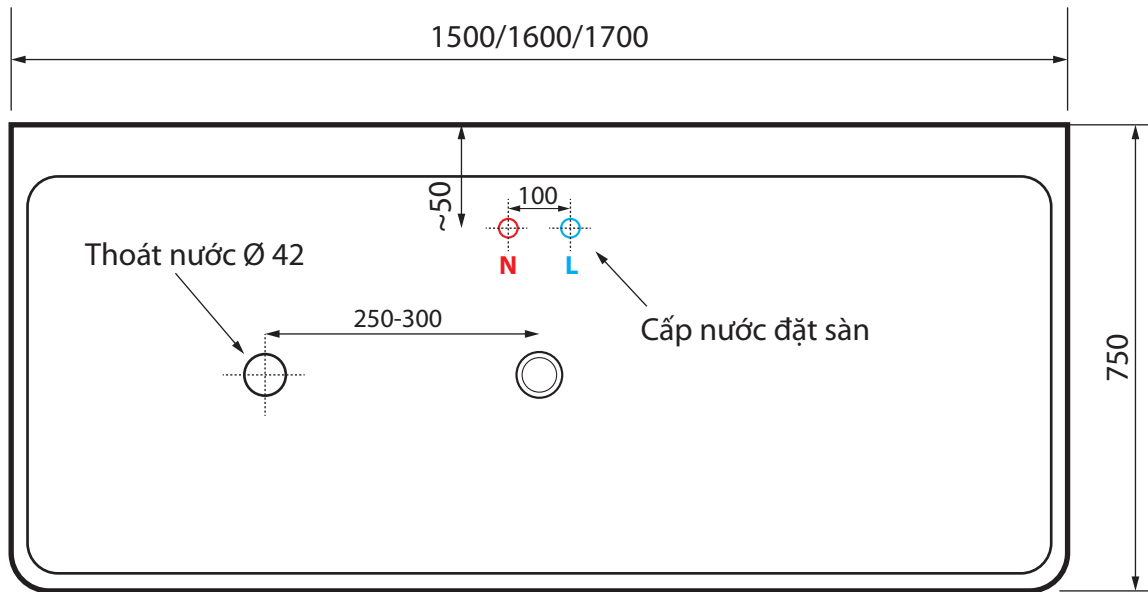 1500/1600/1700
~50
100
Thoát nước Ø 42
N
L
250-300
Cấp nước đặt sàn
750